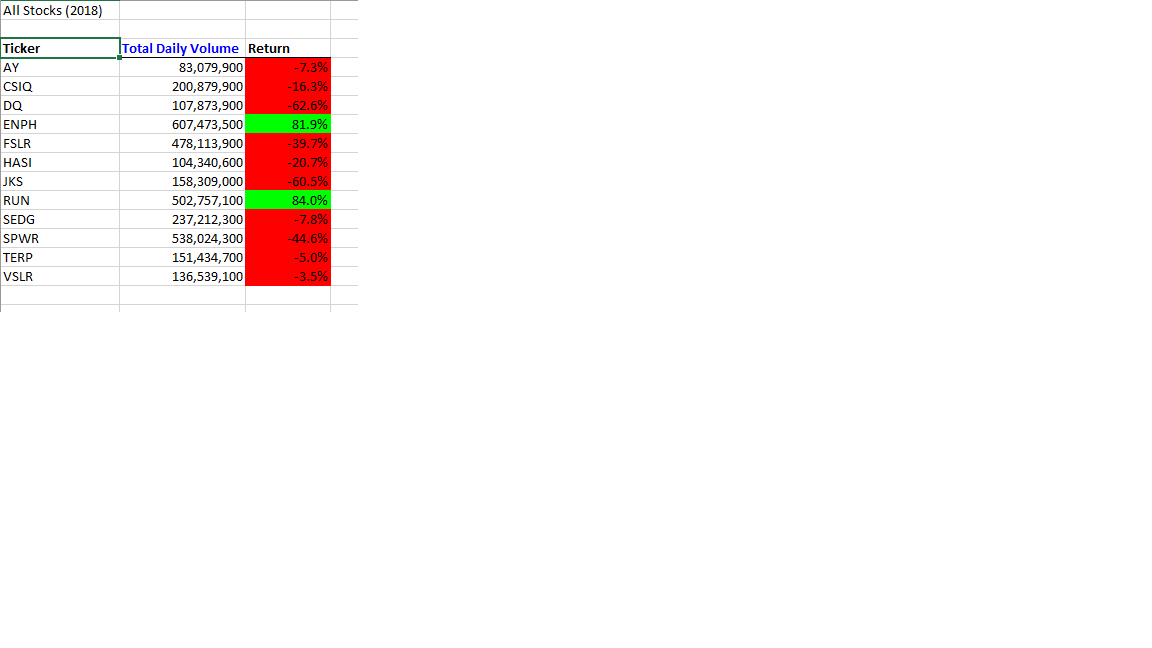 All Stocks (2018)
Ticker Total Daily Volume Return
AY 83,079,900 -7.3%
CSIQ 200,879,900 -16.3%
DQ 107,873,900 -62.6%
ENPH 607,473,500 81.9%
FSLR 478,113,900 -39.7%
HASI 104,340,600 -20.7%
JKS 158,309,000 -60.5%
RUN 502,757,100 84.0%
SEDG 237,212,300 -7.8%
SPWR 538,024,300 -44.6%
TERP 151,434,700 -5.0%
VSLR 136,539,100 -3.5%